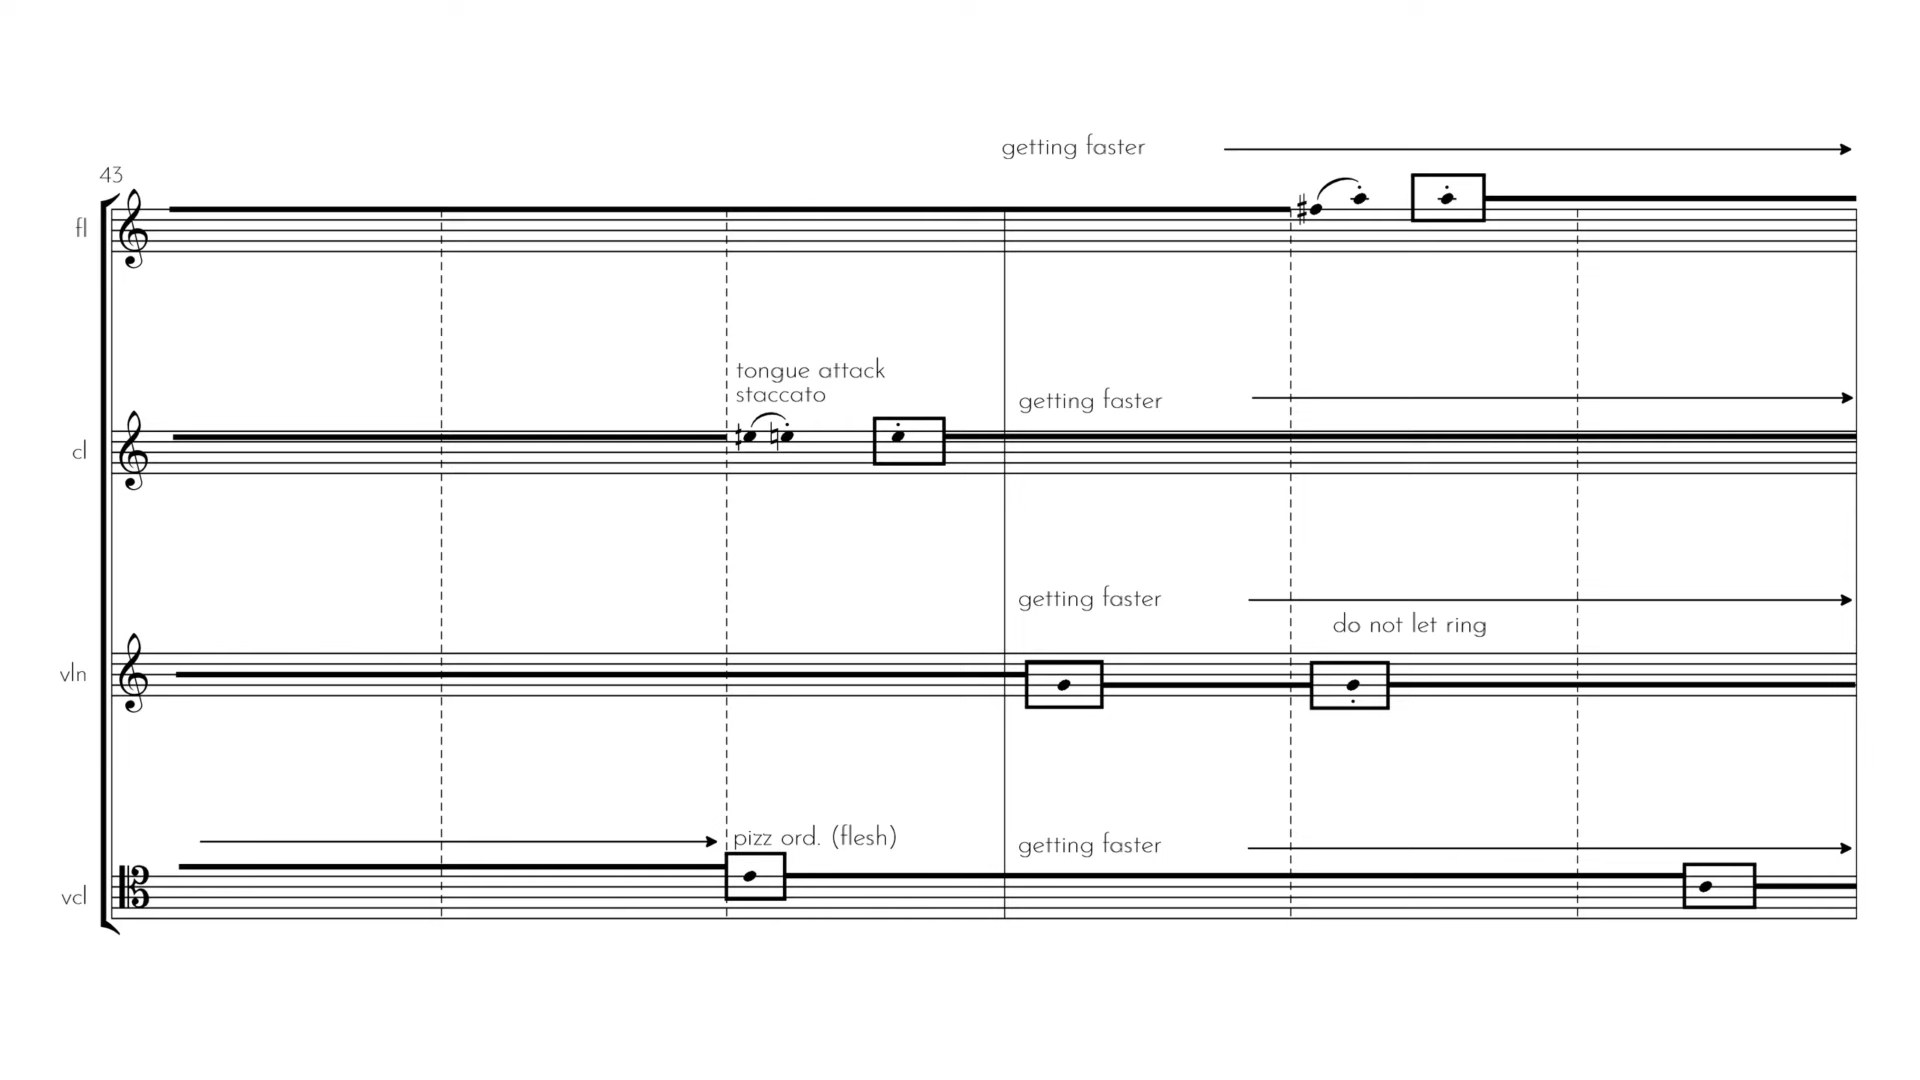 getting faster
43
fl
tongue attack
staccato
getting faster
cl
getting faster
do not let ring
vln
pizz ord. (flesh)
getting faster
vcl